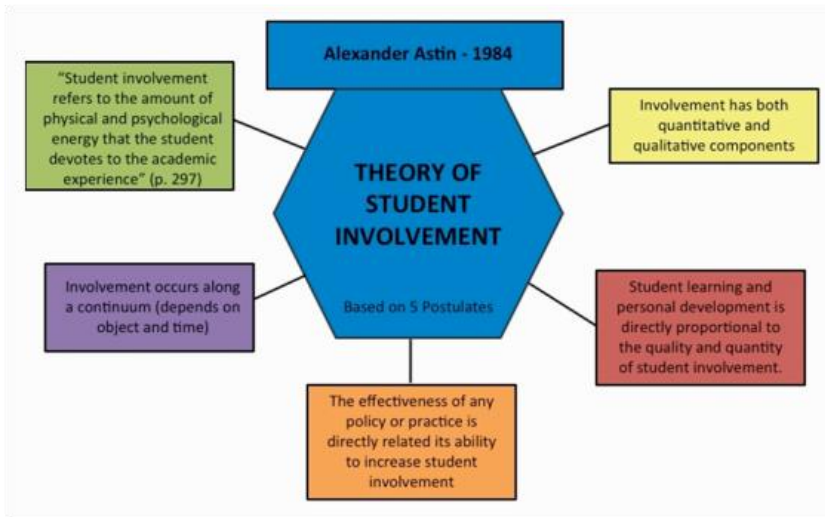 Alexander Astin - 1984
“Student involvement
refers to the amount of
physical and psychological
energy that the student
devotes to the academic
experience” (p. 297)
Involvement has both
quantitative and
qualitative components
THEORY OF
STUDENT
INVOLVEMENT
Based on 5 Postulates
Involvement occurs along
a continuum (depends on
object and time)
Student learning and
personal development is
directly proportional to
the quality and quantity
of student involvement.
The effectiveness of any
policy or practice is
directly related its ability
to increase student
involvement